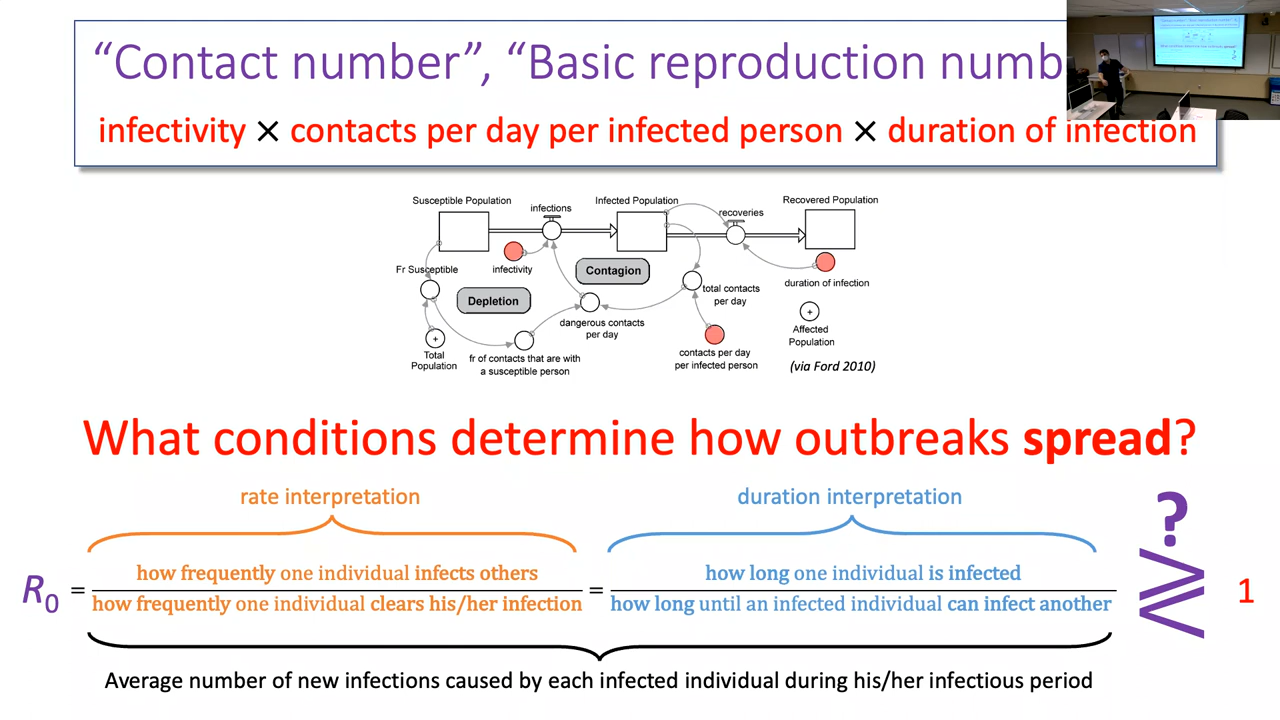 “Contact number”, “Basic reproduction numb
infectivity × contacts per day per infected person × duration of infection
Susceptible Population
infections
Infected Population
recoveries
Recovered Population
Fr Susceptible
infectivity
Contagion
duration of infection
Depletion
total contacts
per day
dangerous contacts
per day
+
Affected
Population
+
Total
Population
fr of contacts that are with
a susceptible person
contacts per day
per infected person
(via Ford 2010)
What conditions determine how outbreaks spread?
rate interpretation
duration interpretation
?
R0 = how frequently one individual infects others / how frequently one individual clears his/her infection = how long one individual is infected / how long until an infected individual can infect another ⋛ 1
Average number of new infections caused by each infected individual during his/her infectious period